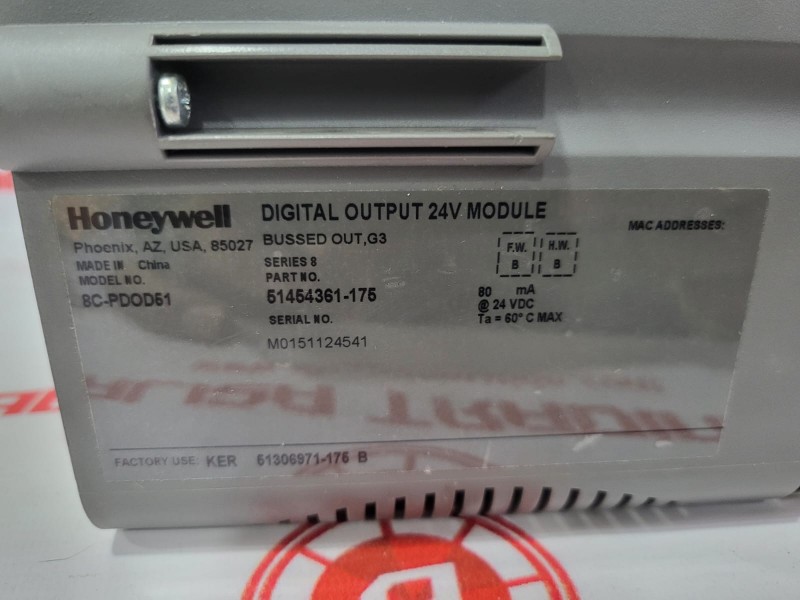 Honeywell
Phoenix, AZ, USA, 85027
MADE IN China
MODEL NO.
8C-PDOD51
DIGITAL OUTPUT 24V MODULE
BUSSED OUT,G3
SERIES 8
PART NO.
51454361-175
SERIAL NO.
M0151124541
F.W.
B
H.W.
B
80 mA
@ 24 VDC
Ta = 60° C MAX
MAC ADDRESSES:
FACTORY USE: KER 51306971-175 B